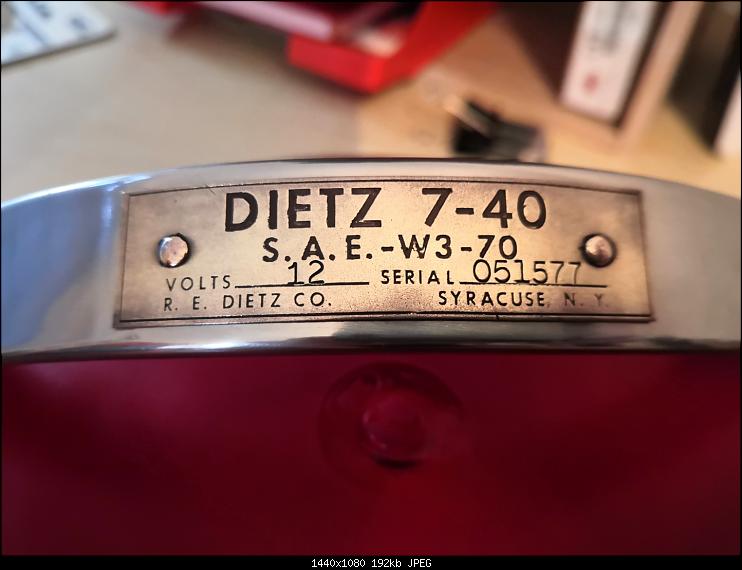 DIETZ 7-40
S.A.E.-W3-70
VOLTS 12 SERIAL 051577
R. E. DIETZ CO. SYRACUSE, N. Y.
1440x1080 192kb JPEG